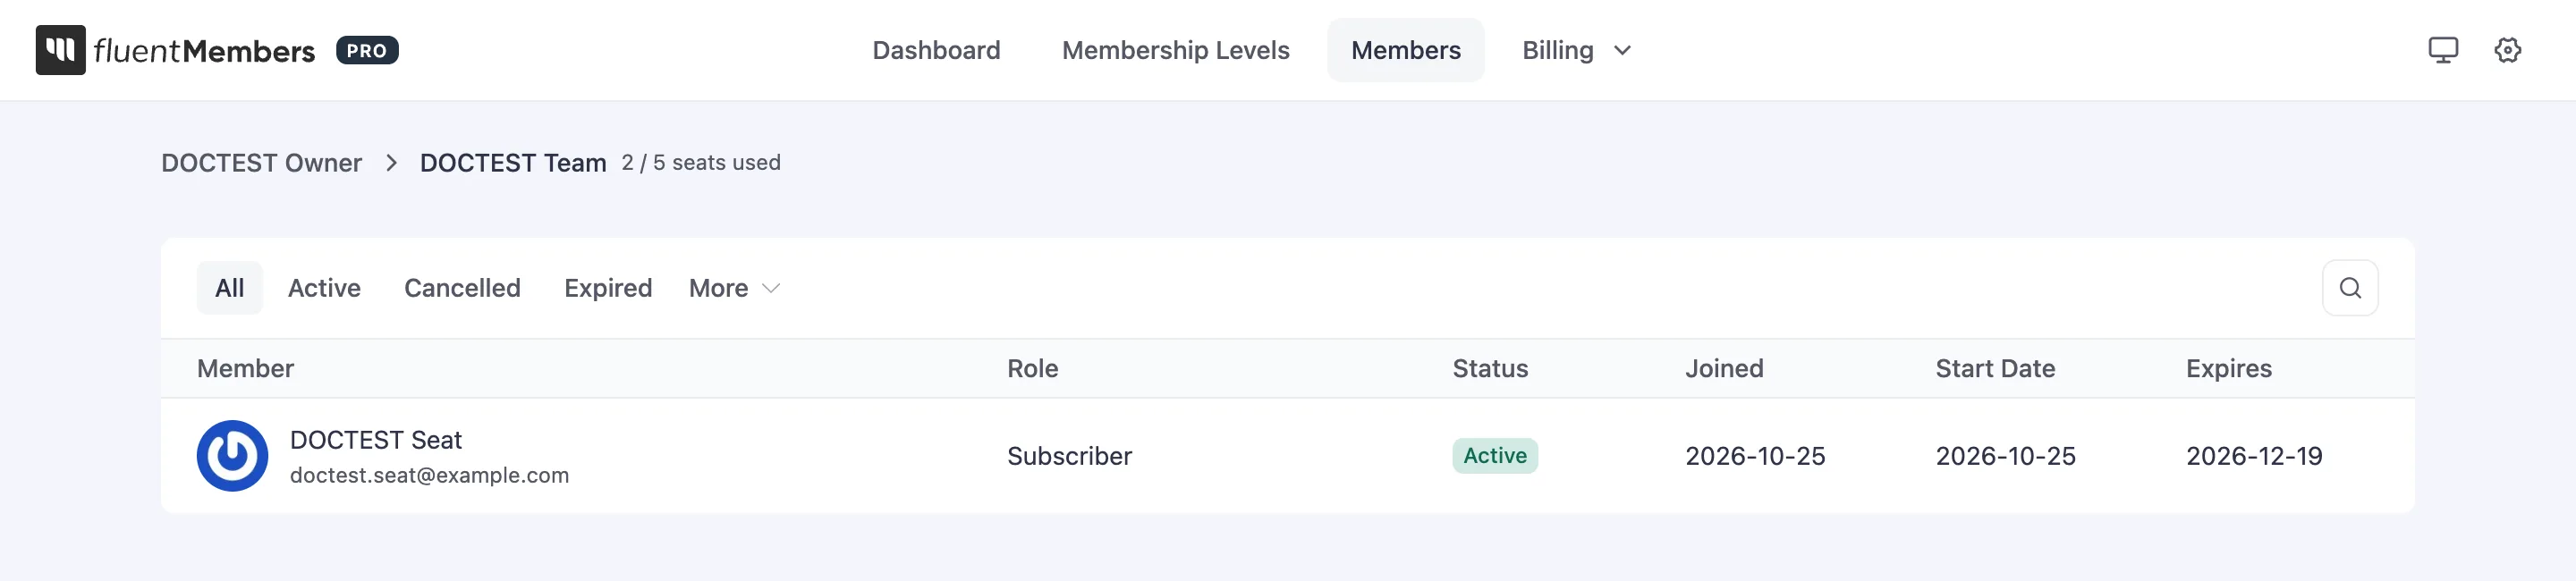 fluentMembers PRO
Dashboard Membership Levels Members Billing
DOCTEST Owner > DOCTEST Team 2 / 5 seats used
All Active Cancelled Expired More
Member Role Status Joined Start Date Expires
DOCTEST Seat
doctest.seat@example.com
Subscriber Active 2026-10-25 2026-10-25 2026-12-19